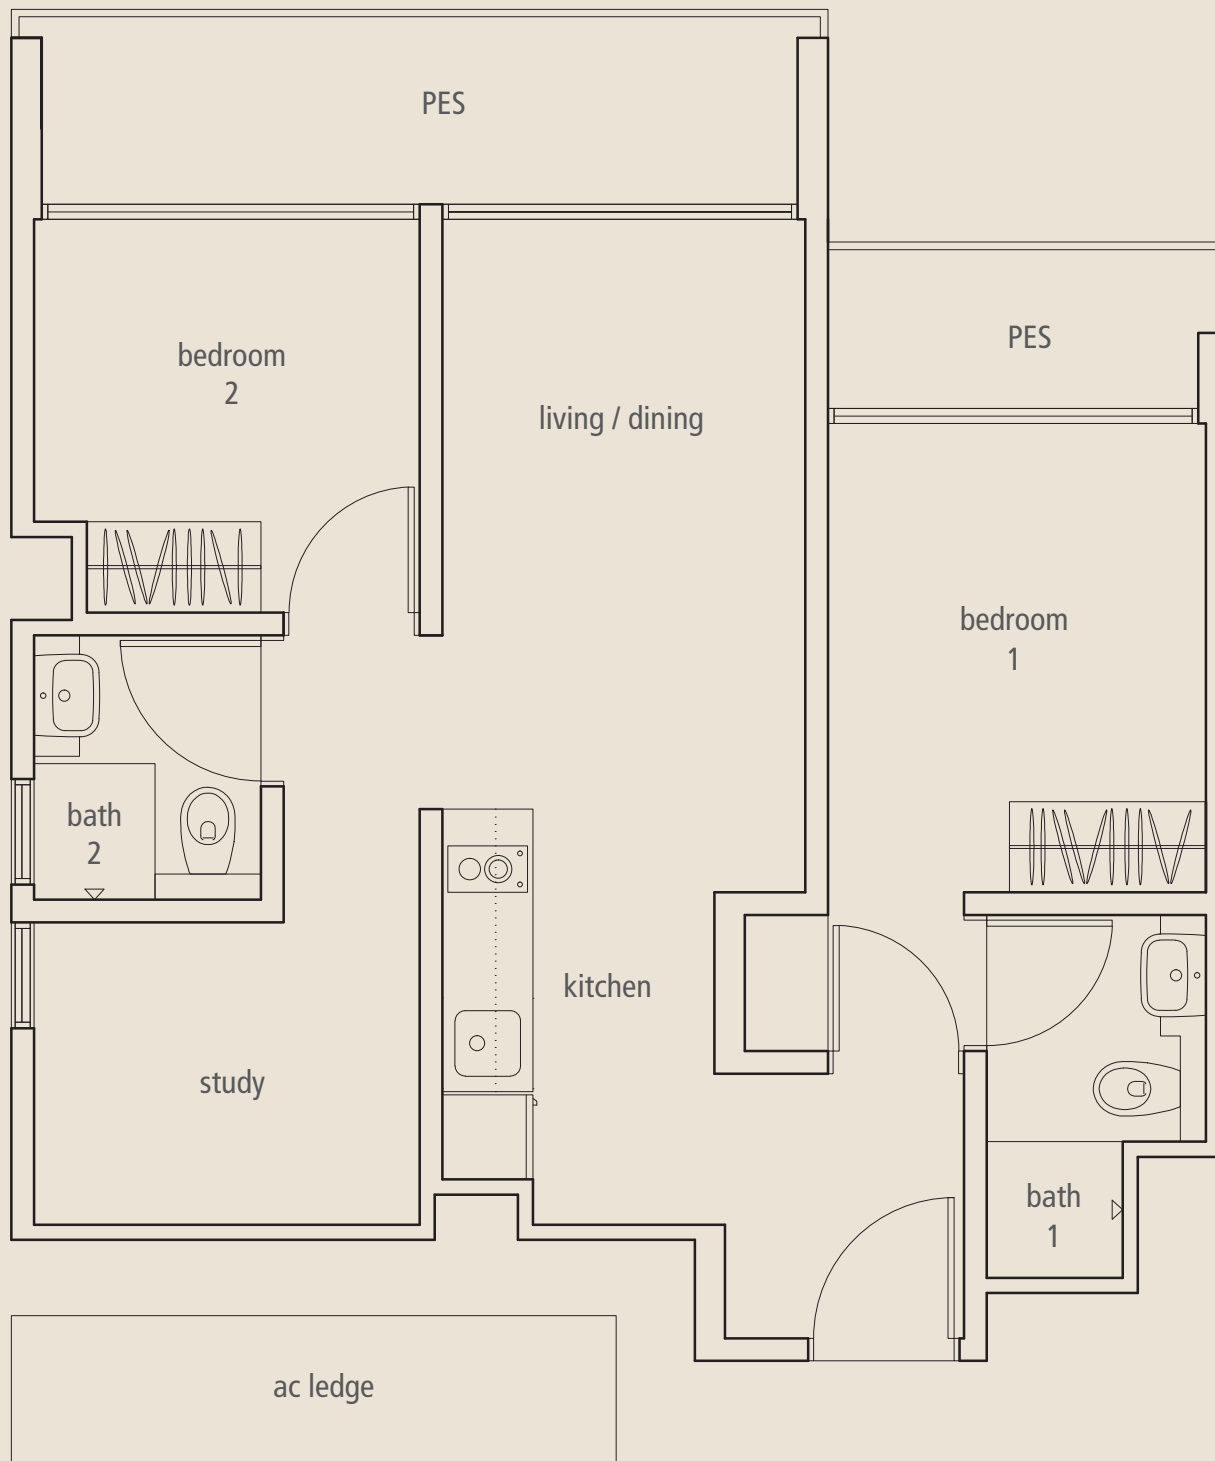 PES
PES
bedroom
2
living / dining
bedroom
1
bath
2
kitchen
study
bath
1
ac ledge